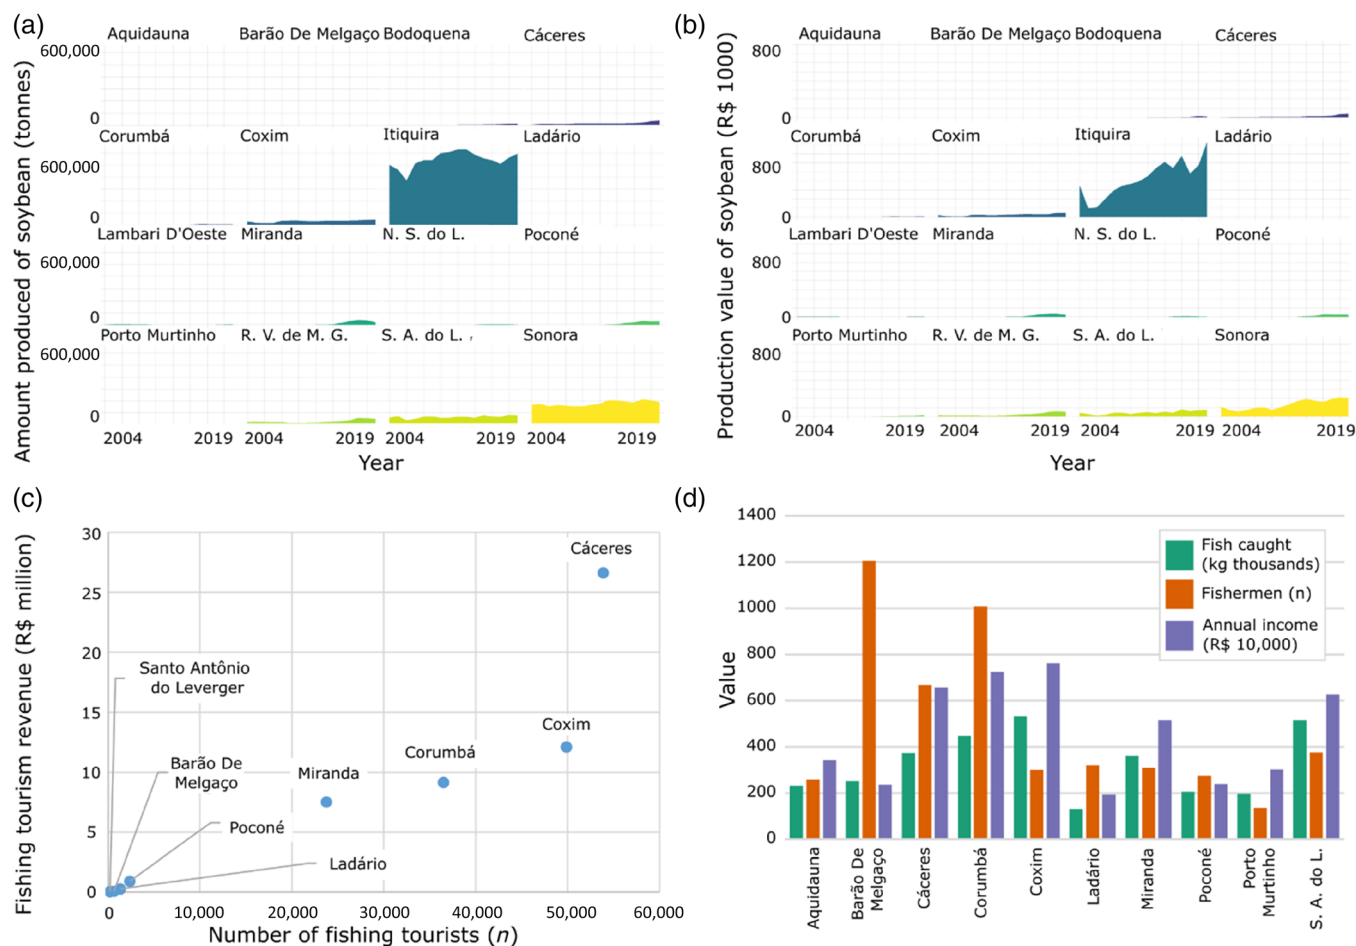 (a)
Amount produced of soybean (tonnes)
Aquidauna
Barão De Melgaço
Bodoquena
Cáceres
600,000
0
Corumbá
Coxim
Itiquira
Ladário
600,000
0
Lambari D'Oeste
Miranda
N. S. do L.
Poconé
600,000
0
Porto Murtinho
R. V. de M. G.
S. A. do L.
Sonora
600,000
0
2004
2019
2004
2019
2004
2019
2004
2019
Year
(b)
Production value of soybean (R$ 1000)
Aquidauna
Barão De Melgaço
Bodoquena
Cáceres
800
0
Corumbá
Coxim
Itiquira
Ladário
800
0
Lambari D'Oeste
Miranda
N. S. do L.
Poconé
800
0
Porto Murtinho
R. V. de M. G.
S. A. do L.
Sonora
800
0
2004
2019
2004
2019
2004
2019
2004
2019
Year
(c)
Fishing tourism revenue (R$ million)
30
25
20
15
10
5
0
Cáceres
Santo Antônio
do Leverger
Coxim
Corumbá
Barão De
Melgaço
Miranda
Poconé
Ladário
0
10,000
20,000
30,000
40,000
50,000
60,000
Number of fishing tourists (n)
(d)
Value
1400
1200
1000
800
600
400
200
0
Fish caught
(kg thousands)
Fishermen (n)
Annual income
(R$ 10,000)
Aquidauna
Barão De
Melgaço
Cáceres
Corumbá
Coxim
Ladário
Miranda
Poconé
Porto
Murtinho
S. A. do L.